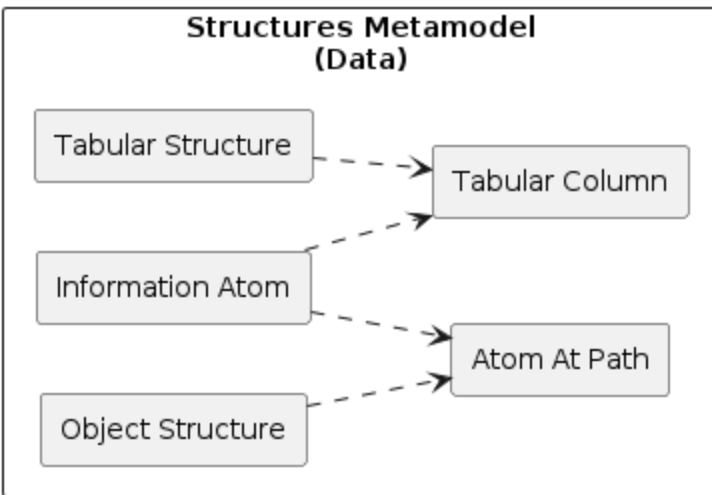 Structures Metamodel
(Data)
Tabular Structure
Tabular Column
Information Atom
Atom At Path
Object Structure